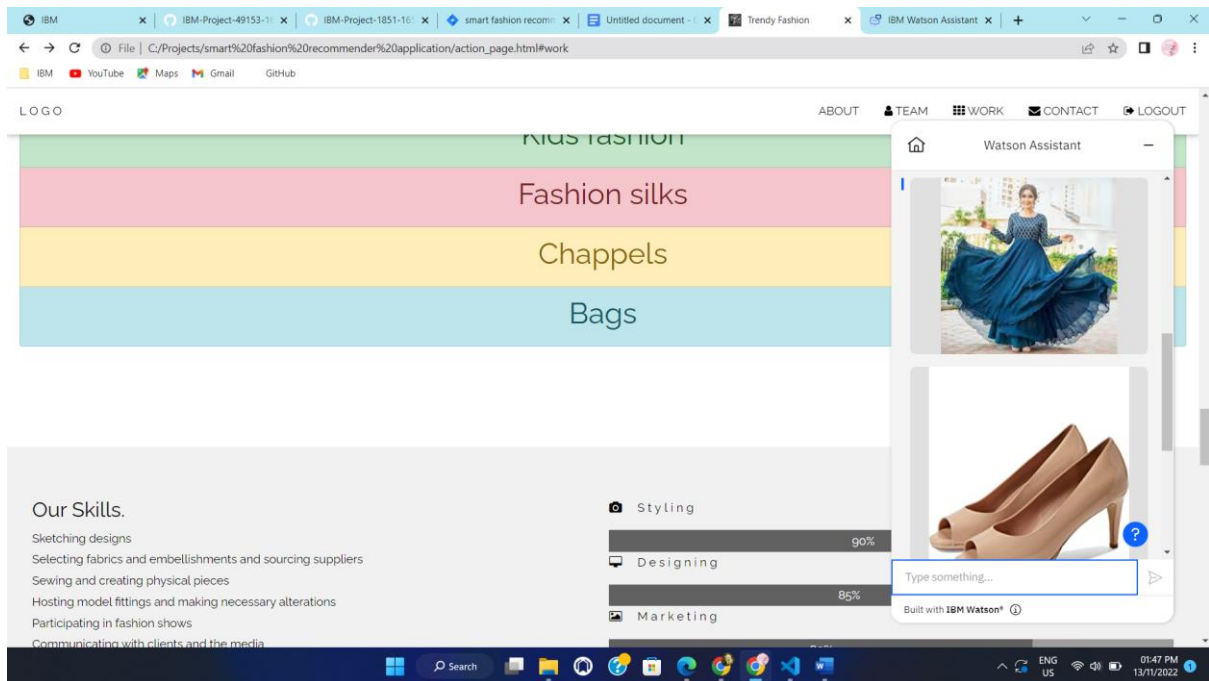 IBM
IBM-Project-49153-1
IBM-Project-1851-16
smart fashion recomm
Untitled document -
Trendy Fashion
IBM Watson Assistant
File | C:/Projects/smart%20fashion%20recommender%20application/action_page.html#work
IBM YouTube Maps Gmail GitHub
LOGO
ABOUT TEAM WORK CONTACT LOGOUT
Kids fashion
Fashion silks
Chappels
Bags
Watson Assistant
Our Skills.
Sketching designs
Selecting fabrics and embellishments and sourcing suppliers
Sewing and creating physical pieces
Hosting model fittings and making necessary alterations
Participating in fashion shows
Communicating with clients and the media
Styling
90%
Designing
85%
Marketing
?
Type something...
Built with IBM Watson®
Search
ENG
US
01:47 PM
13/11/2022
1